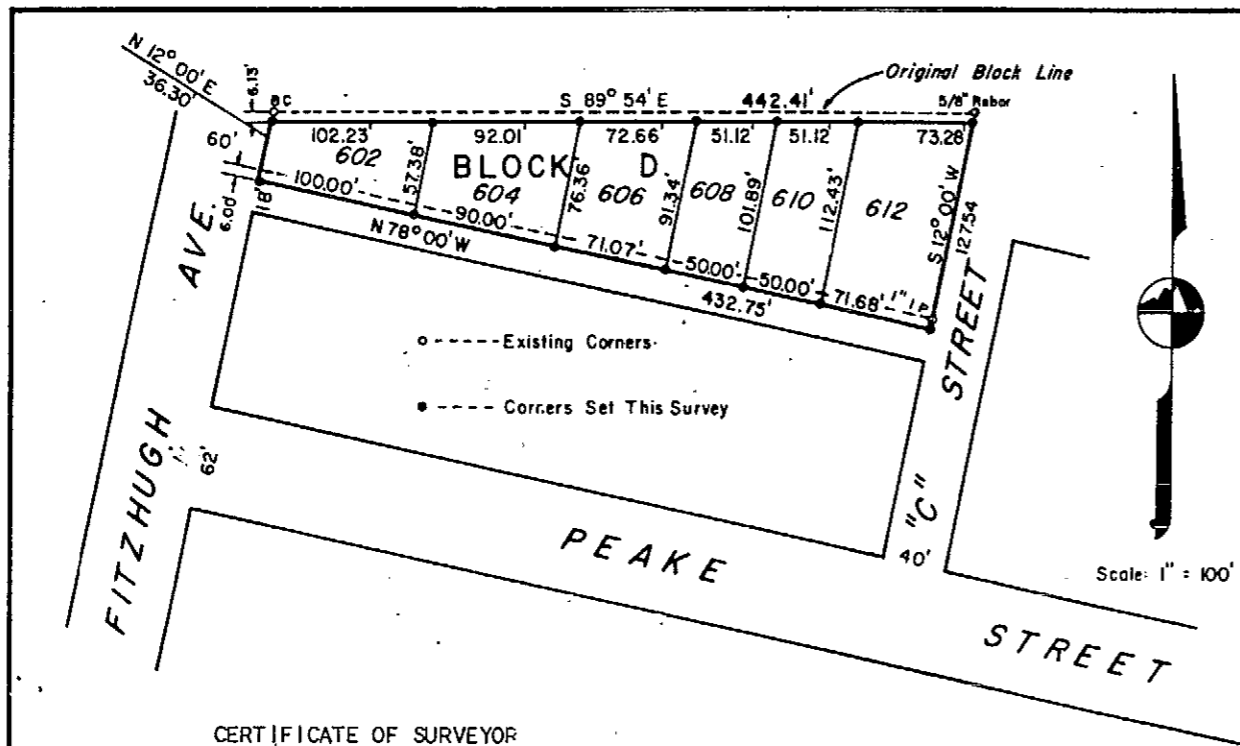 N 12° 00' E
36.30'
6.13'
BC
S 89° 54' E 442.41'
Original Block Line
5/8" Rabor
60'
102.23' 92.01' 72.66' 51.12' 51.12' 73.28'
602
BLOCK D
604 606 608 610 612
57.38' 76.36' 91.34' 101.89' 112.43'
S 12° 00' W
127.54
6.00'
18'
100.00' 90.00' 71.07' 50.00' 50.00' 71.68' 1" I P
N 78° 00' W
432.75'
Existing Corners
Corners Set This Survey
FITZHUGH AVE.
62'
"C" STREET
40'
PEAKE STREET
Scale: 1" = 100'
CERTIFICATE OF SURVEYOR